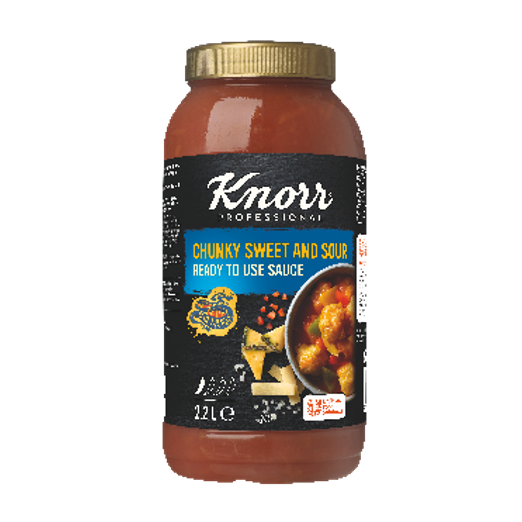 Knorr
PROFESSIONAL
CHUNKY SWEET AND SOUR
READY TO USE SAUCE
2.2L e